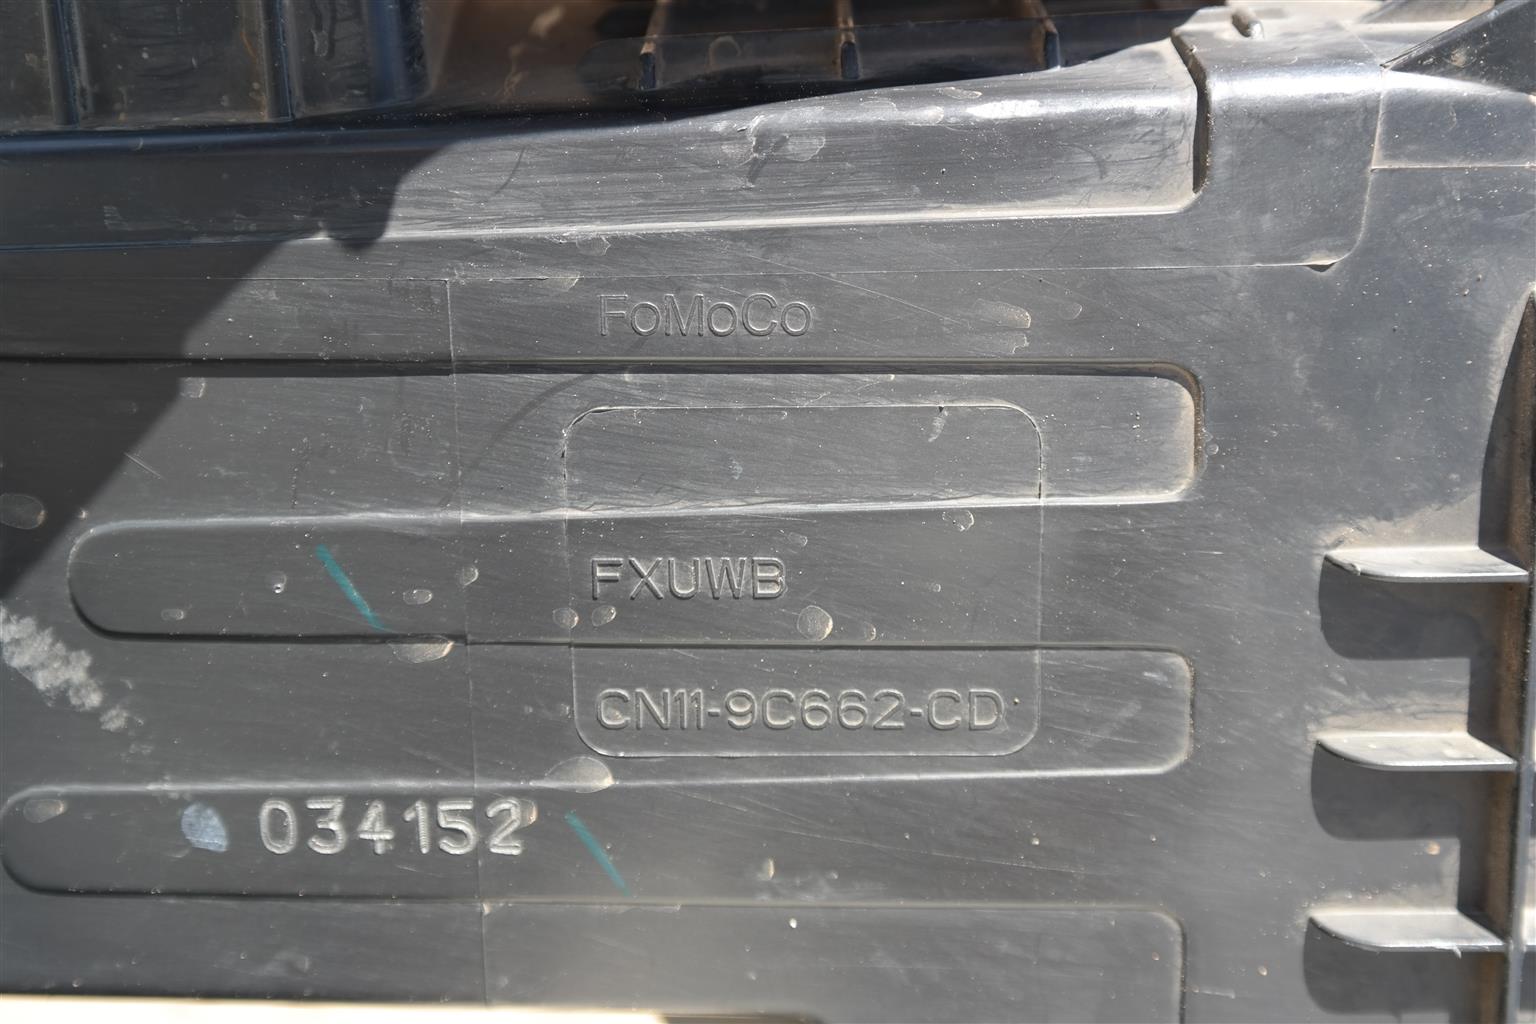 FoMoCo
FXUWB
CN11-9C662-CD
034152